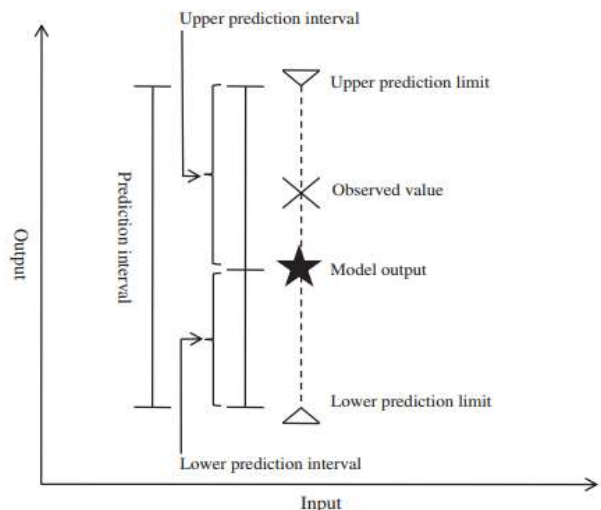 Upper prediction interval
Upper prediction limit
Observed value
Prediction interval
Output
Model output
Lower prediction limit
Lower prediction interval
Input